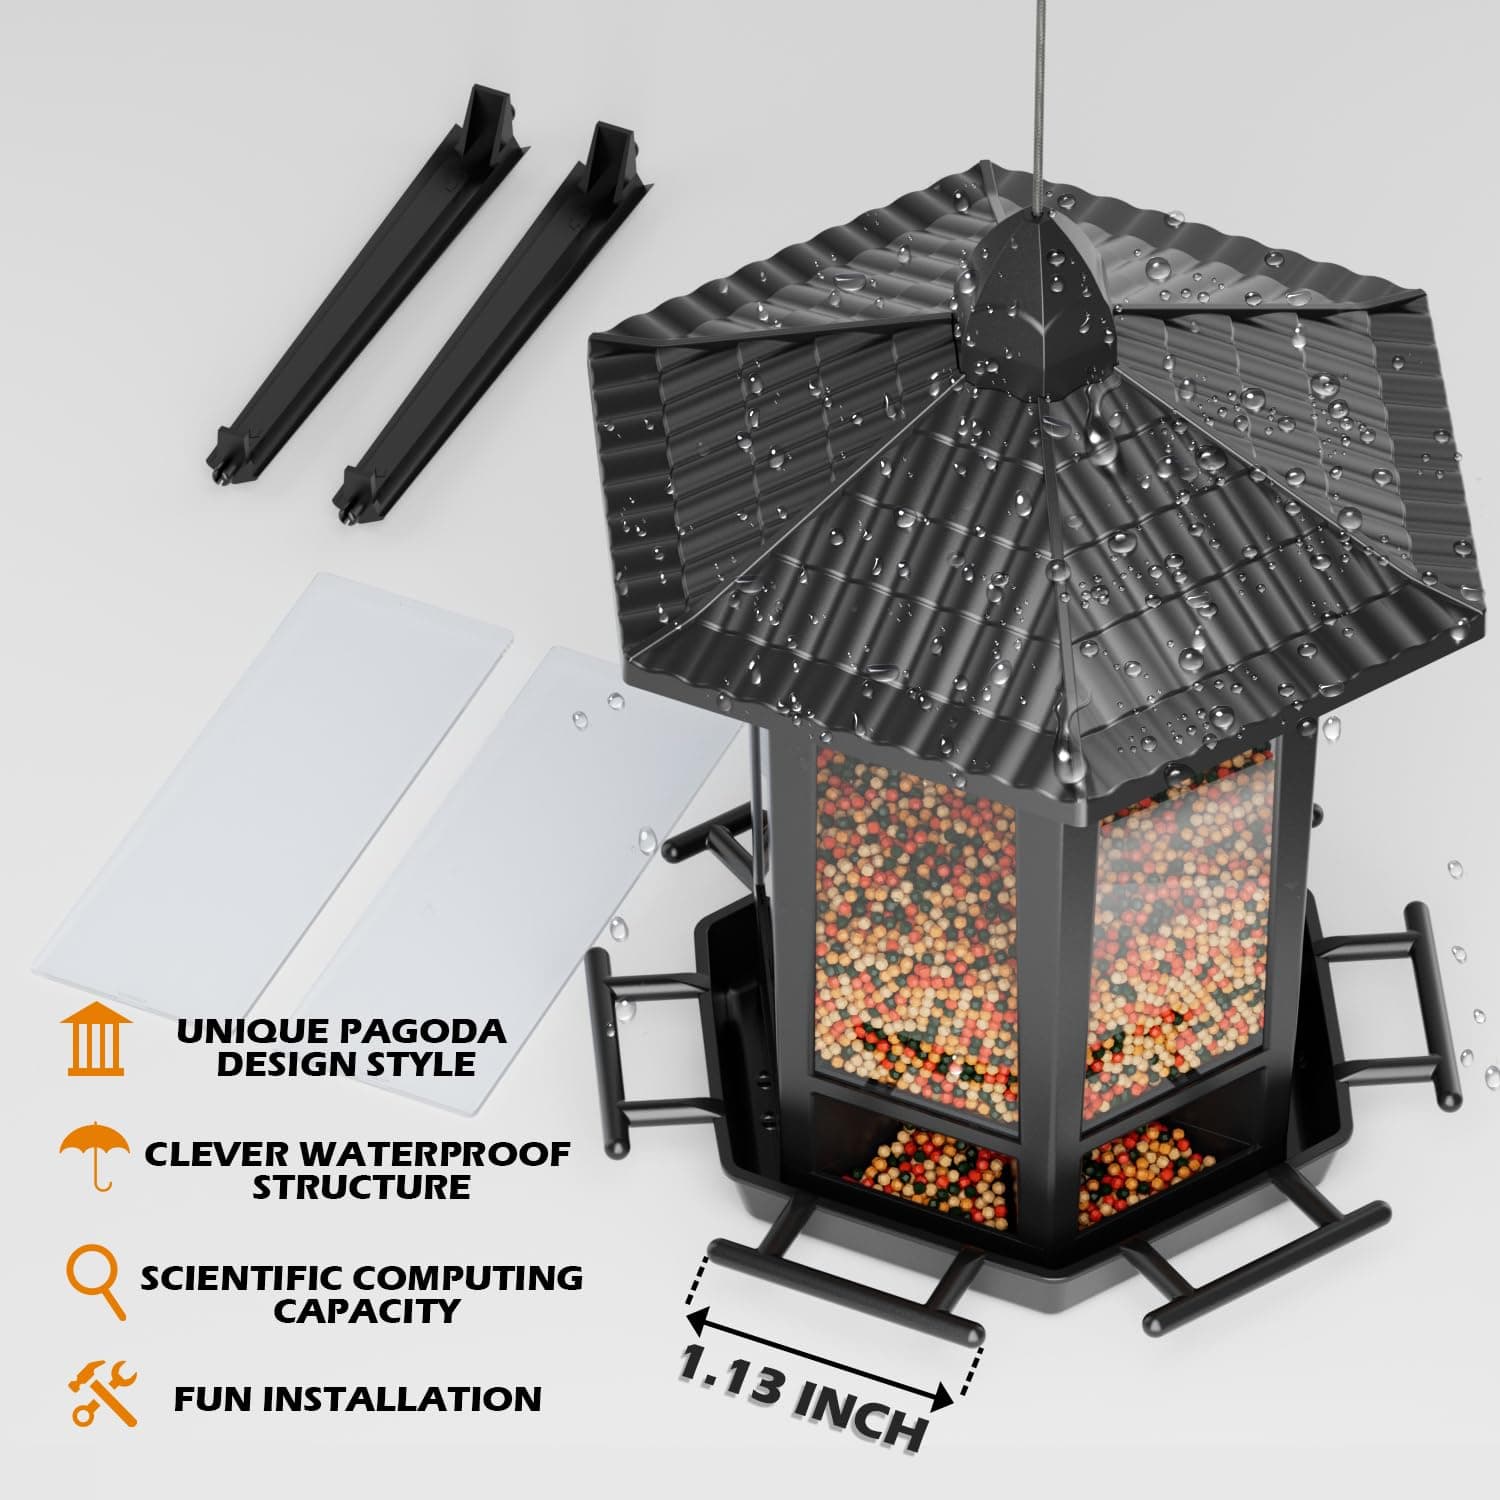 UNIQUE PAGODA
DESIGN STYLE
CLEVER WATERPROOF
STRUCTURE
SCIENTIFIC COMPUTING
CAPACITY
FUN INSTALLATION
1.13 INCH